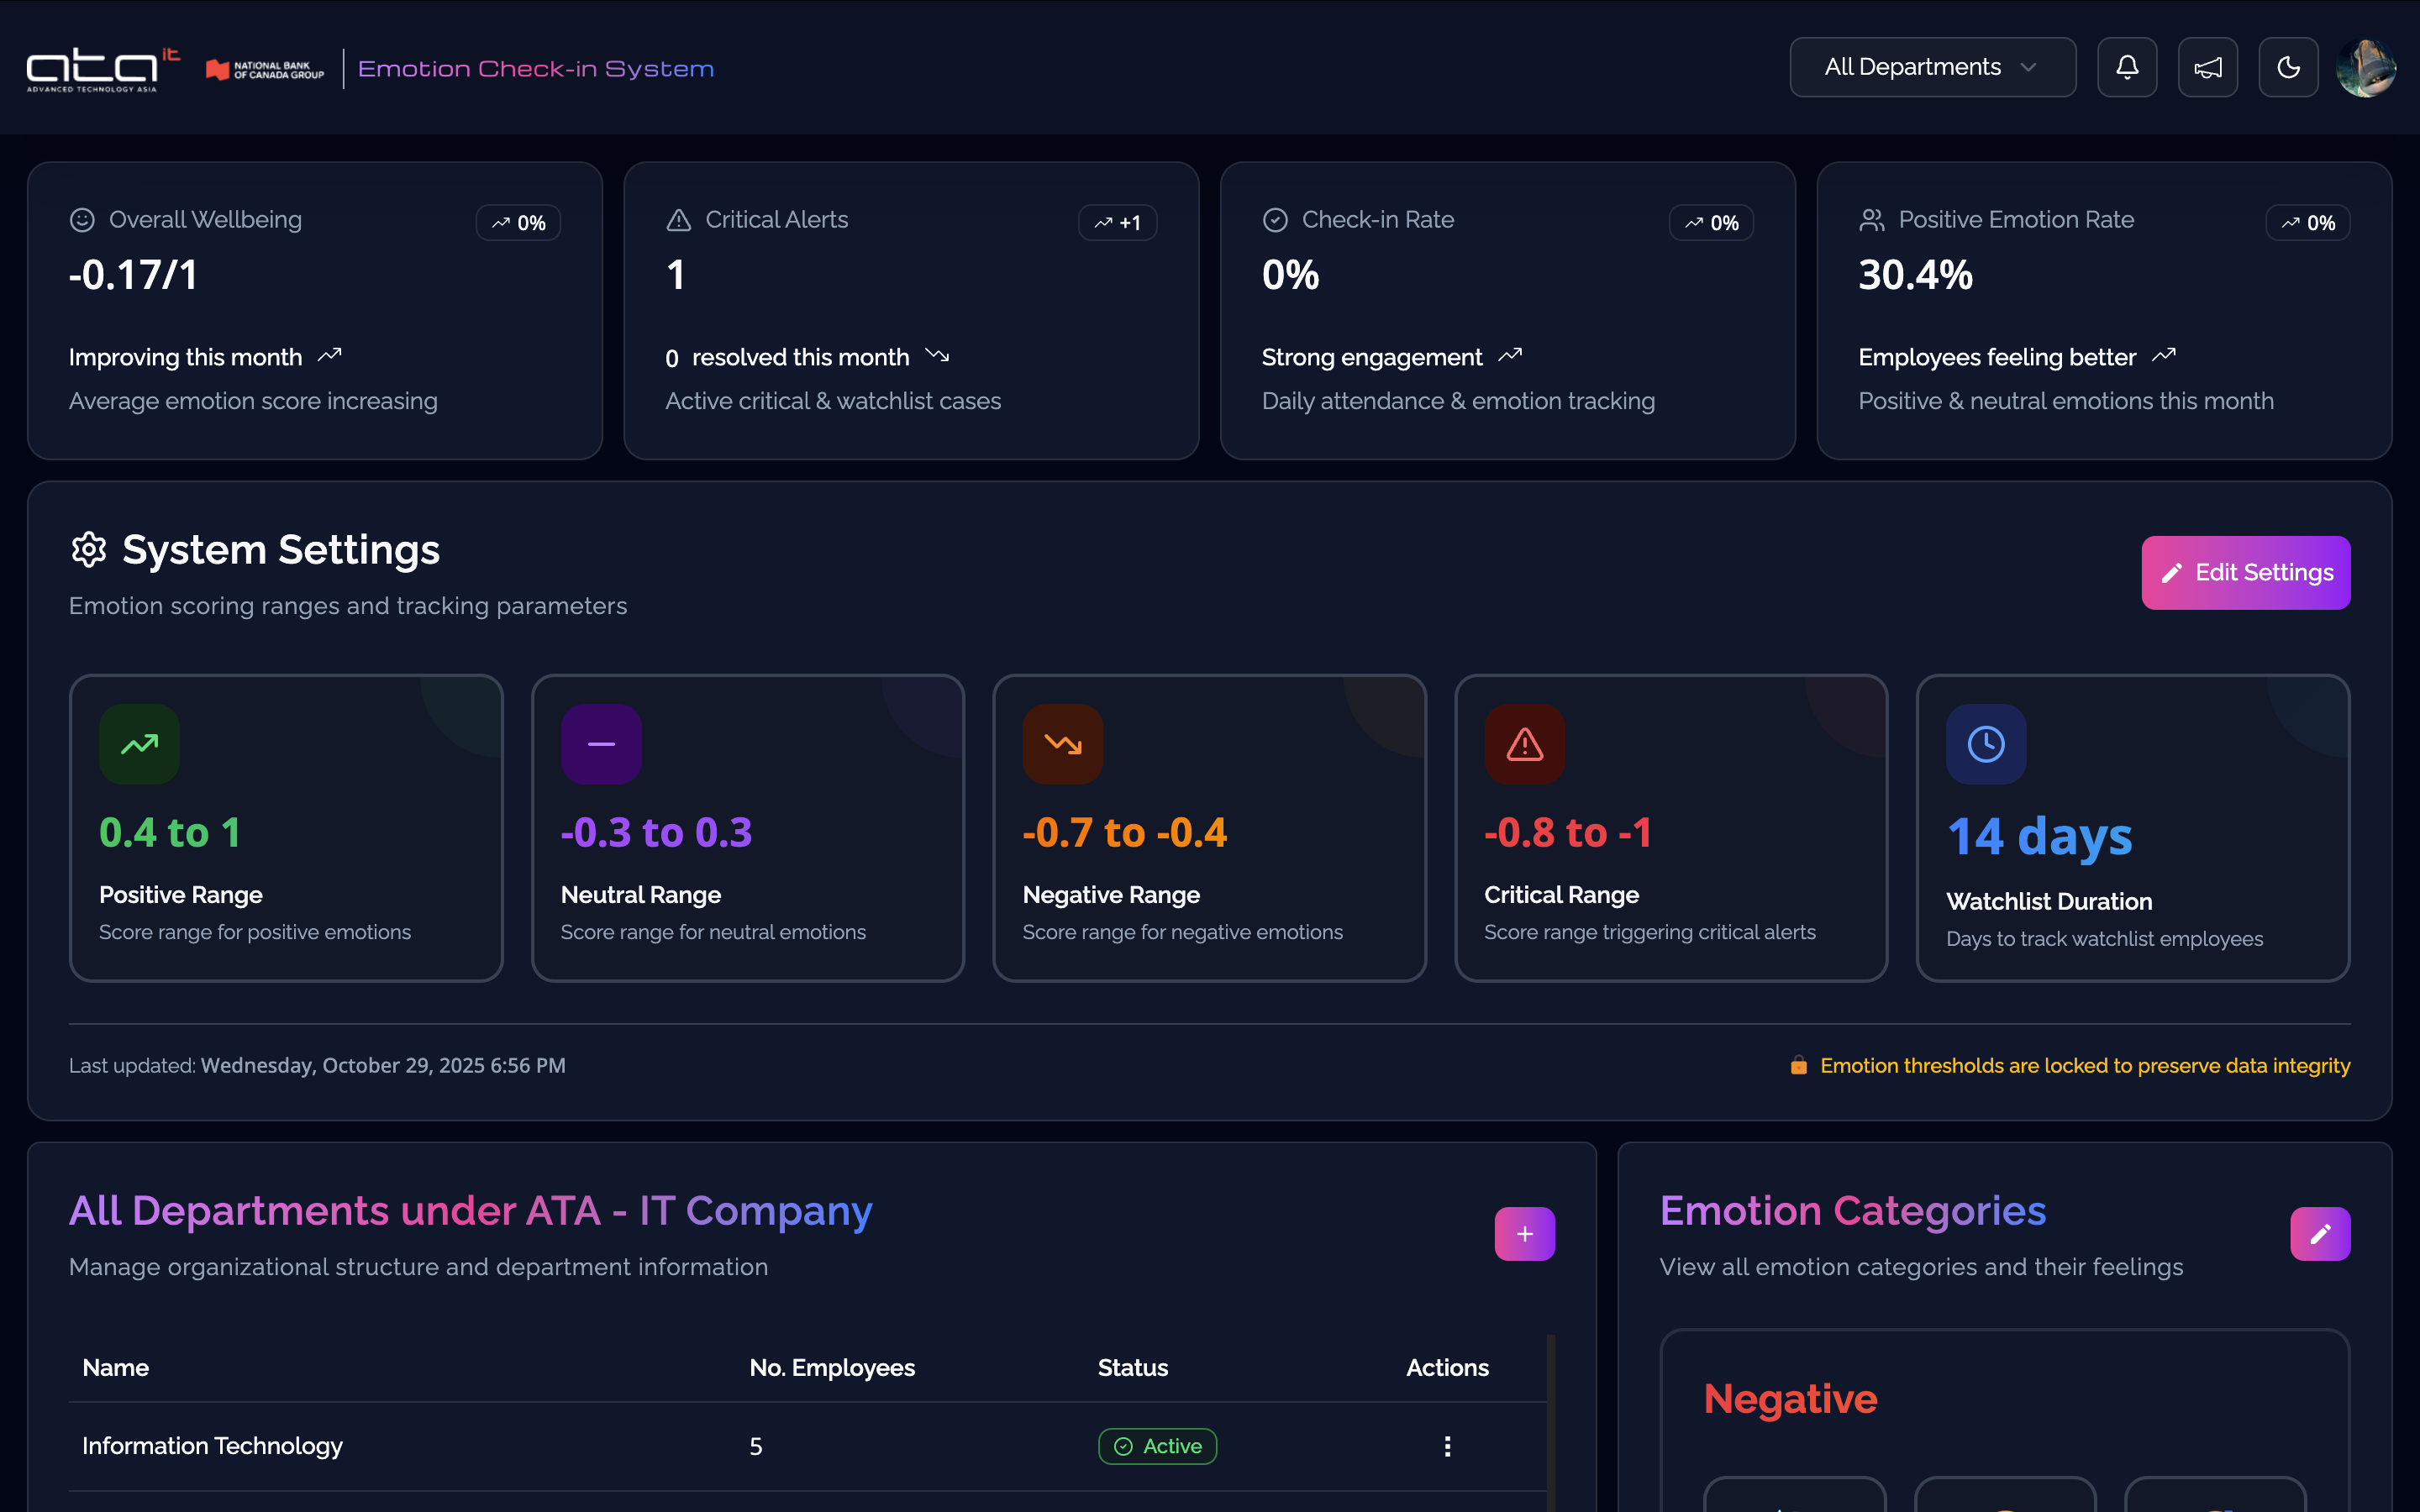 ata it
ADVANCED TECHNOLOGY ASIA
NATIONAL BANK
OF CANADA GROUP
Emotion Check-in System
All Departments
Overall Wellbeing
0%
-0.17/1
Improving this month
Average emotion score increasing
Critical Alerts
+1
1
0 resolved this month
Active critical & watchlist cases
Check-in Rate
0%
0%
Strong engagement
Daily attendance & emotion tracking
Positive Emotion Rate
0%
30.4%
Employees feeling better
Positive & neutral emotions this month
System Settings
Emotion scoring ranges and tracking parameters
Edit Settings
0.4 to 1
Positive Range
Score range for positive emotions
-0.3 to 0.3
Neutral Range
Score range for neutral emotions
-0.7 to -0.4
Negative Range
Score range for negative emotions
-0.8 to -1
Critical Range
Score range triggering critical alerts
14 days
Watchlist Duration
Days to track watchlist employees
Last updated: Wednesday, October 29, 2025 6:56 PM
Emotion thresholds are locked to preserve data integrity
All Departments under ATA - IT Company
Manage organizational structure and department information
Name No. Employees Status Actions
Information Technology 5 Active
Emotion Categories
View all emotion categories and their feelings
Negative